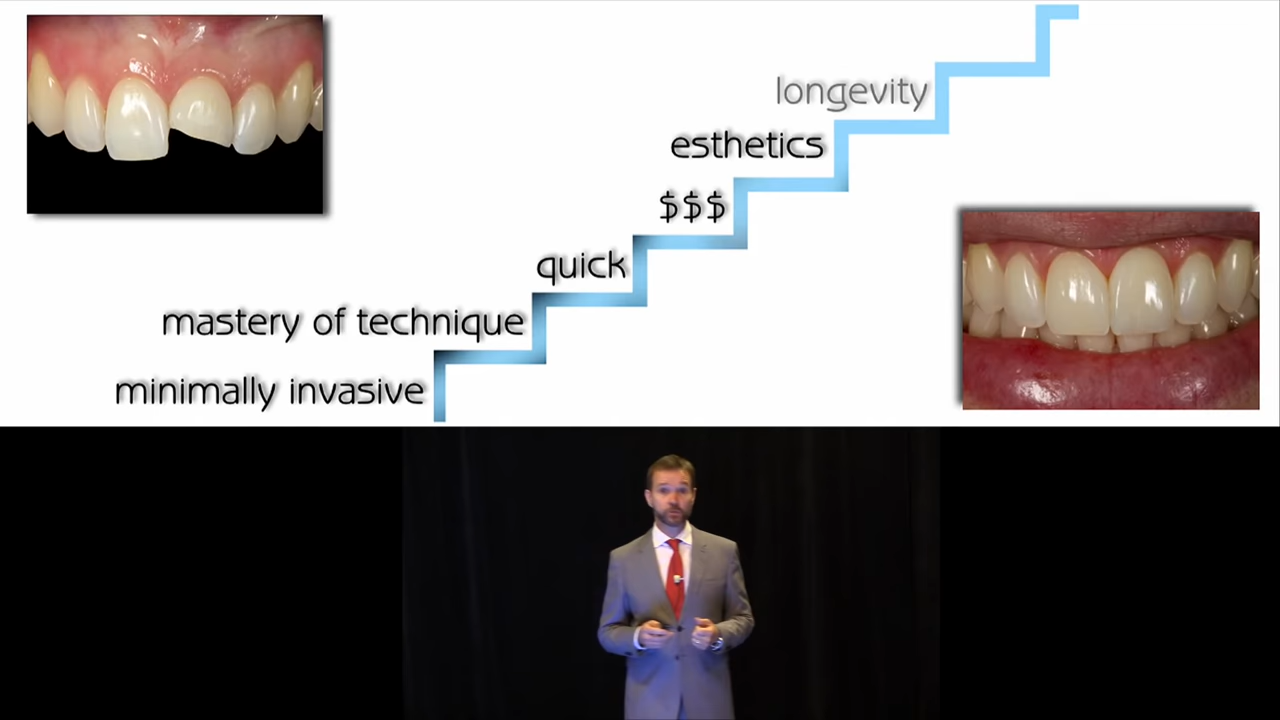 longevity
esthetics
$$$
quick
mastery of technique
minimally invasive